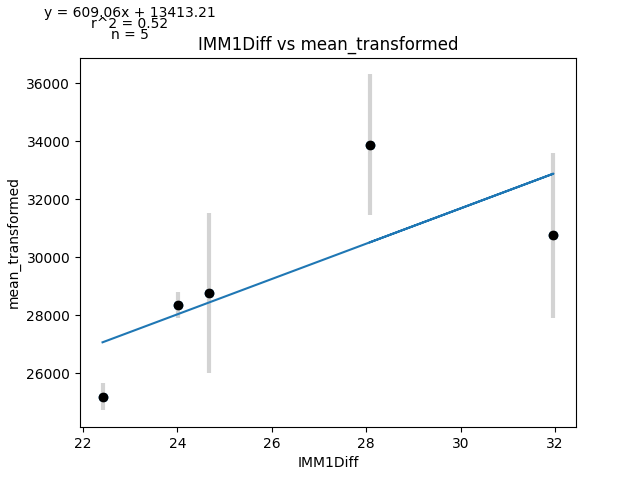 y = 609.06x + 13413.21
r^2 = 0.52
n = 5
IMM1Diff vs mean_transformed
36000
34000
32000
30000
28000
26000
mean_transformed
22
24
26
28
30
32
IMM1Diff